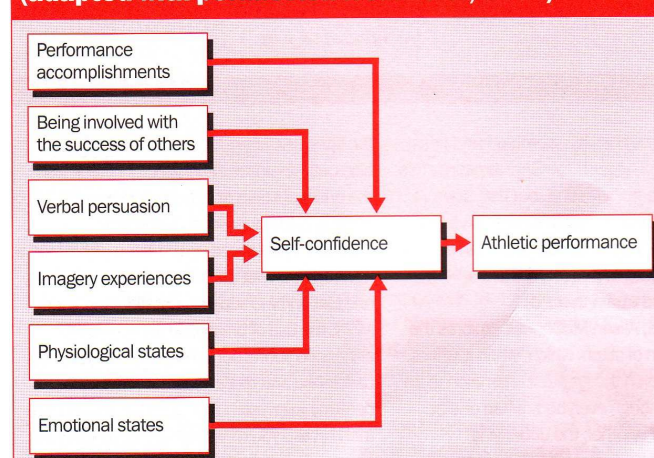 Performance
accomplishments
Being involved with
the success of others
Verbal persuasion
Imagery experiences
Physiological states
Emotional states
Self-confidence
Athletic performance